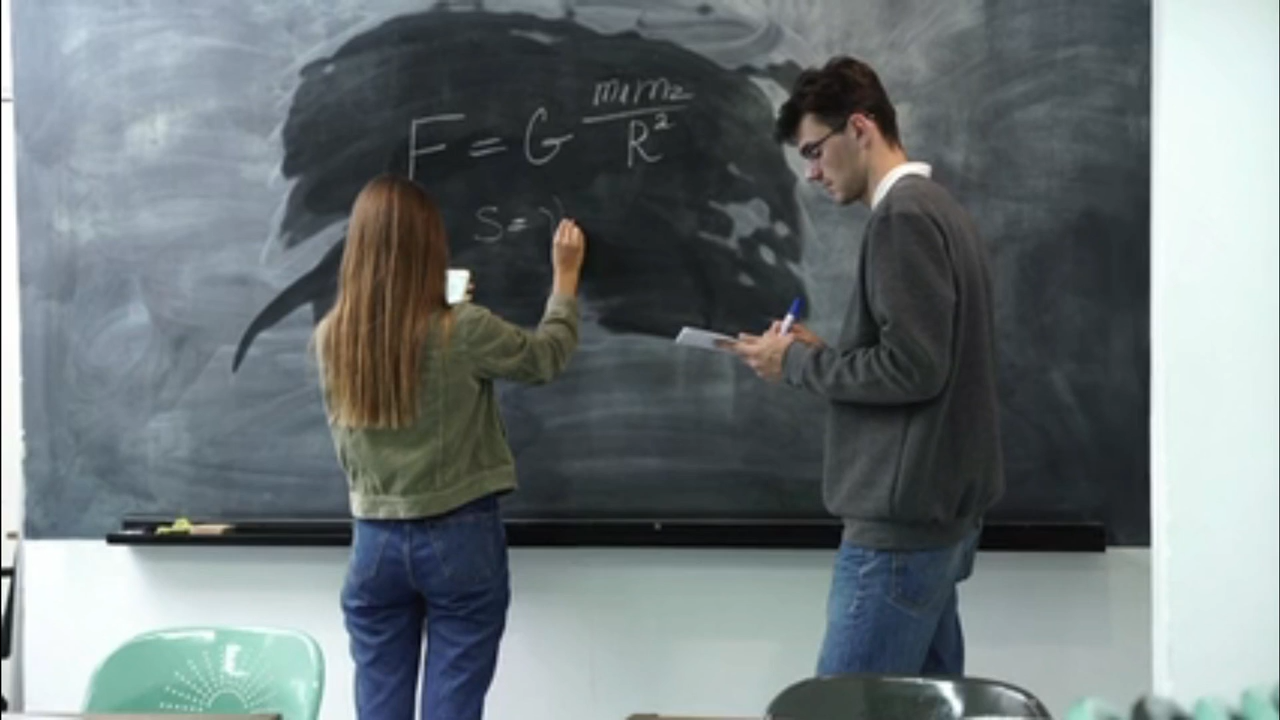 F = G m₁m₂ / R²
S =